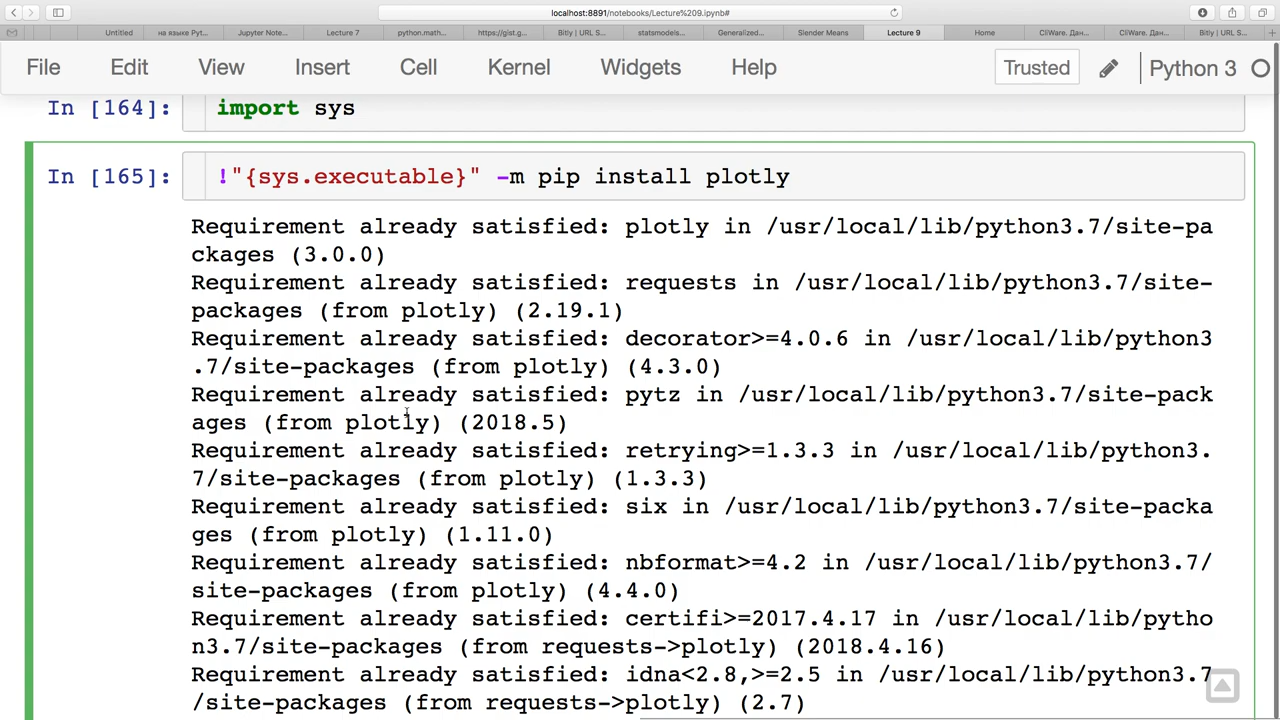 localhost:8891/notebooks/Lecture%209.ipynb#
Untitled
на языке Pyt...
Jupyter Note...
Lecture 7
python.math...
https://gist.g...
Bitly | URL S...
statsmodels...
Generalized...
Slender Means
Lecture 9
Home
CliWare. Дан...
CliWare. Дан...
Bitly | URL S...
File
Edit
View
Insert
Cell
Kernel
Widgets
Help
Trusted
Python 3
In [164]: import sys
In [165]: !"{sys.executable}" -m pip install plotly
Requirement already satisfied: plotly in /usr/local/lib/python3.7/site-pa
ckages (3.0.0)
Requirement already satisfied: requests in /usr/local/lib/python3.7/site-
packages (from plotly) (2.19.1)
Requirement already satisfied: decorator>=4.0.6 in /usr/local/lib/python3
.7/site-packages (from plotly) (4.3.0)
Requirement already satisfied: pytz in /usr/local/lib/python3.7/site-pack
ages (from plotly) (2018.5)
Requirement already satisfied: retrying>=1.3.3 in /usr/local/lib/python3.
7/site-packages (from plotly) (1.3.3)
Requirement already satisfied: six in /usr/local/lib/python3.7/site-packa
ges (from plotly) (1.11.0)
Requirement already satisfied: nbformat>=4.2 in /usr/local/lib/python3.7/
site-packages (from plotly) (4.4.0)
Requirement already satisfied: certifi>=2017.4.17 in /usr/local/lib/pytho
n3.7/site-packages (from requests->plotly) (2018.4.16)
Requirement already satisfied: idna<2.8,>=2.5 in /usr/local/lib/python3.7
/site-packages (from requests->plotly) (2.7)